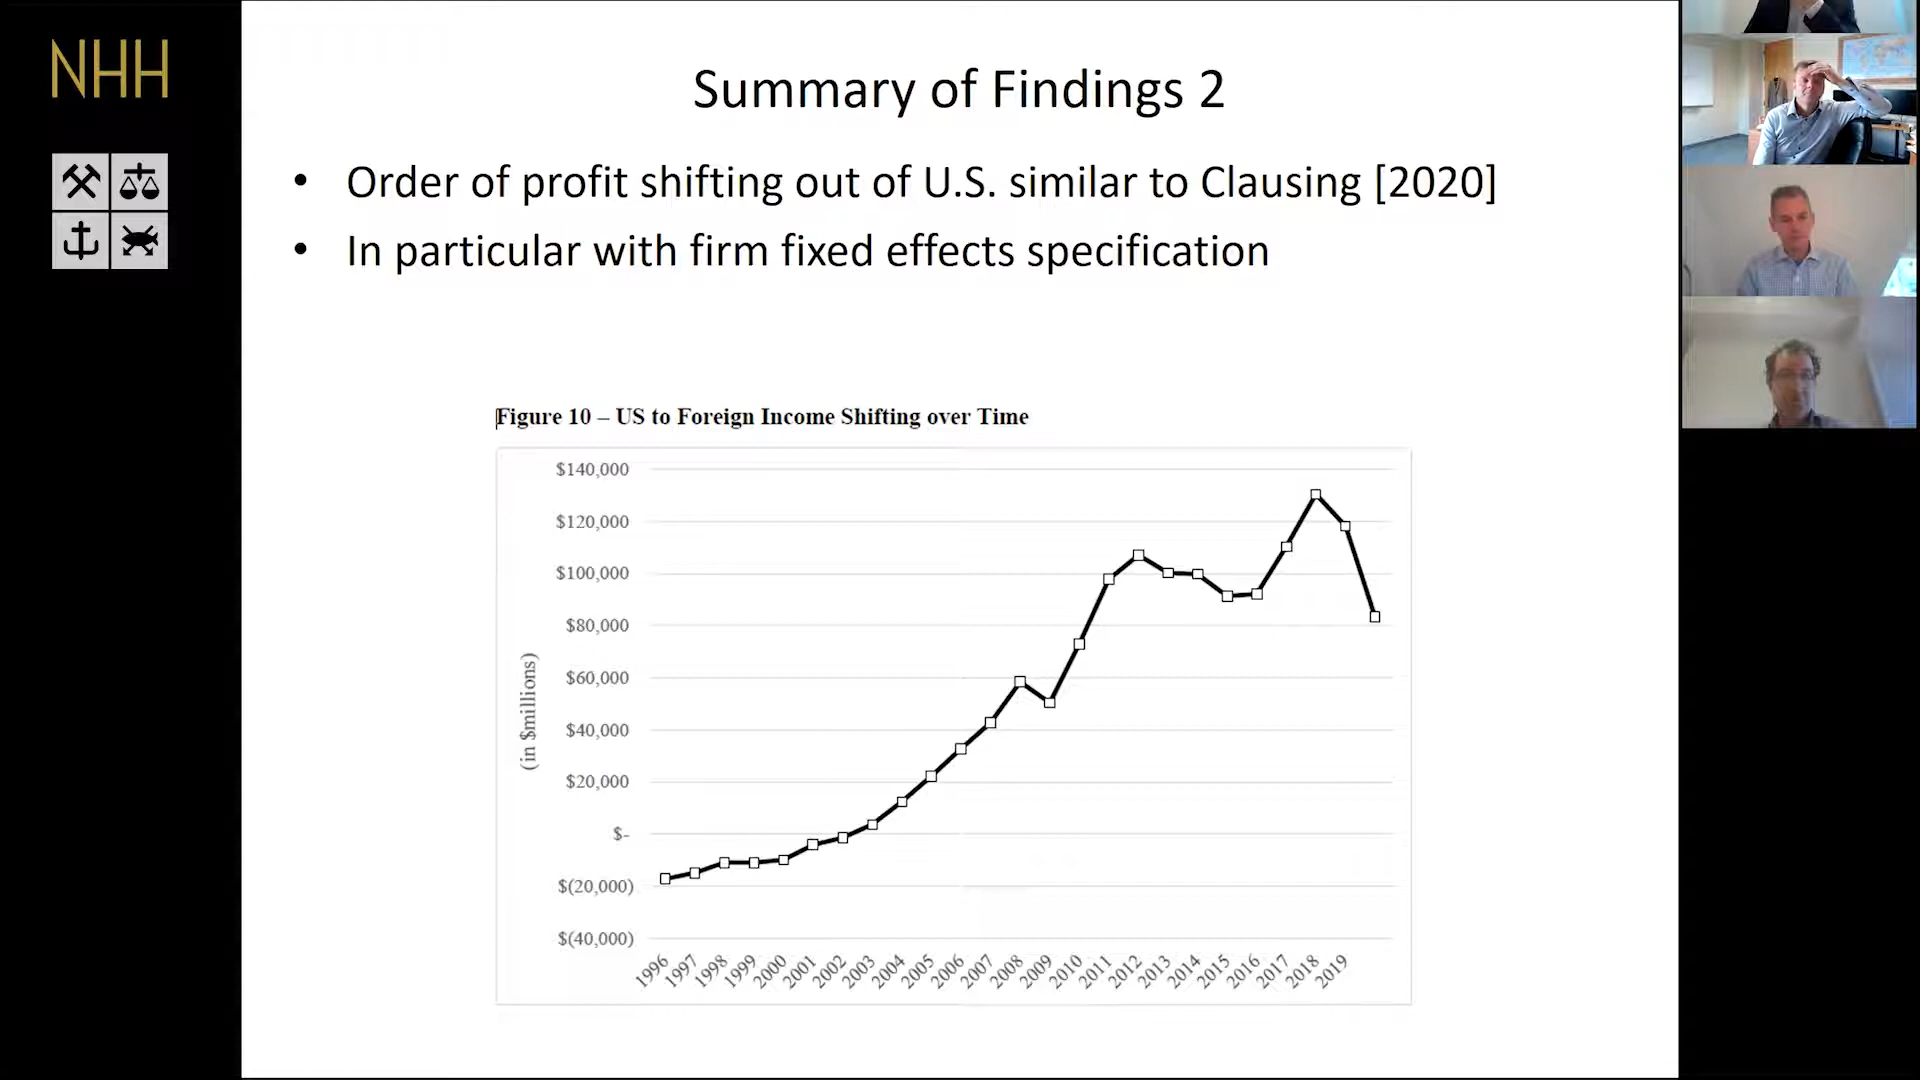 NHH
Summary of Findings 2
• Order of profit shifting out of U.S. similar to Clausing [2020]
• In particular with firm fixed effects specification
Figure 10 – US to Foreign Income Shifting over Time
(in $millions)
$140,000
$120,000
$100,000
$80,000
$60,000
$40,000
$20,000
$-
$(20,000)
$(40,000)
1996 1997 1998 1999 2000 2001 2002 2003 2004 2005 2006 2007 2008 2009 2010 2011 2012 2013 2014 2015 2016 2017 2018 2019